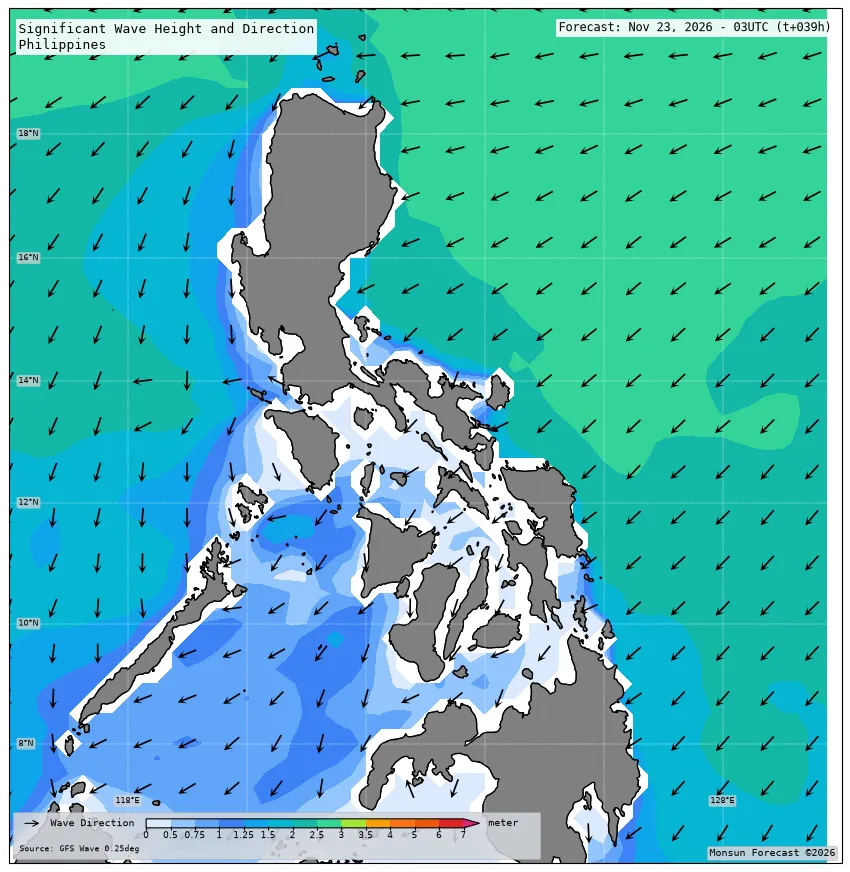 Significant Wave Height and Direction
Philippines
Forecast: Nov 23, 2026 - 03UTC (t+039h)
18°N
16°N
14°N
12°N
10°N
8°N
118°E
128°E
Wave Direction
0 0.5 0.75 1 1.25 1.5 2 2.5 3 3.5 4 5 6 7
meter
Source: GFS Wave 0.25deg
Monsun Forecast ©2026